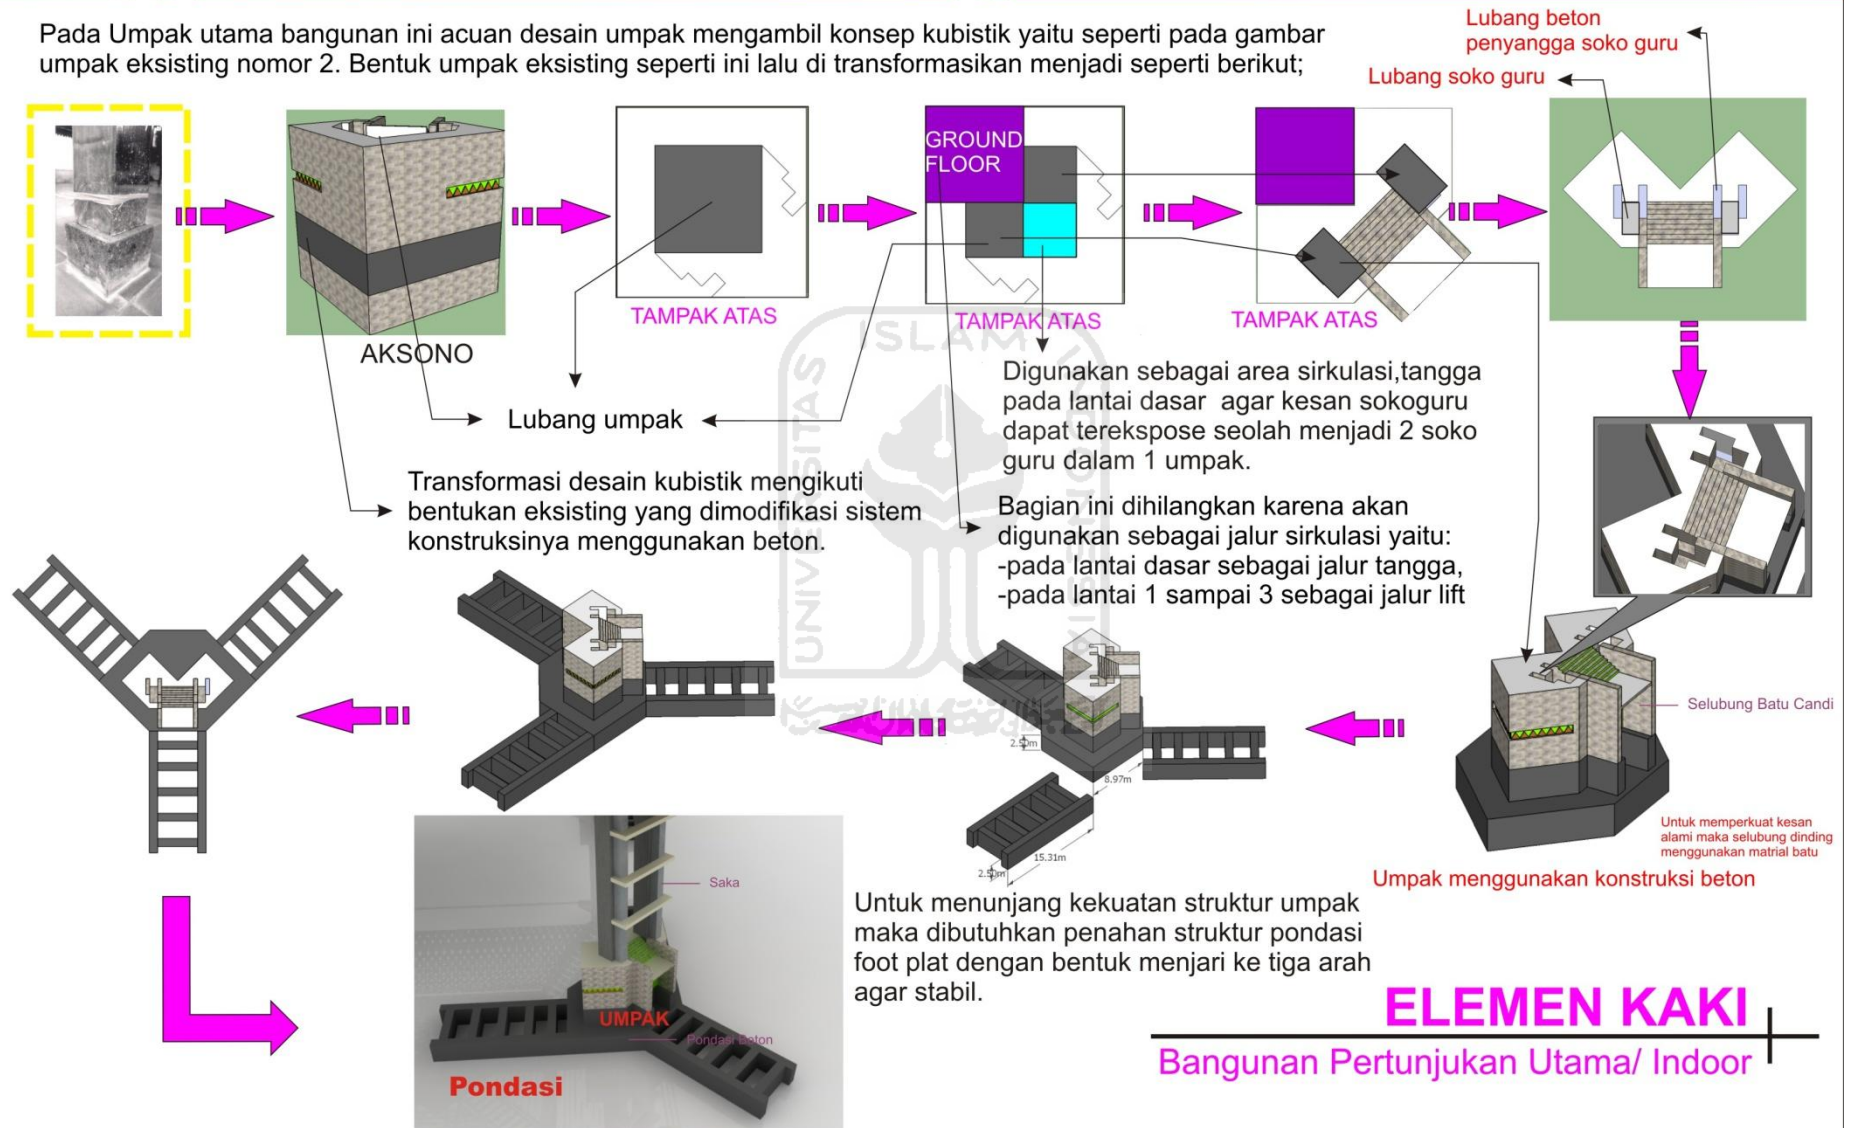 Pada Umpak utama bangunan ini acuan desain umpak mengambil konsep kubistik yaitu seperti pada gambar
umpak eksisting nomor 2. Bentuk umpak eksisting seperti ini lalu di transformasikan menjadi seperti berikut;
Lubang beton
penyangga soko guru
Lubang soko guru
GROUND
FLOOR
TAMPAK ATAS
TAMPAK ATAS
TAMPAK ATAS
AKSONO
Lubang umpak
Digunakan sebagai area sirkulasi,tangga
pada lantai dasar agar kesan sokoguru
dapat terekspose seolah menjadi 2 soko
guru dalam 1 umpak.
Transformasi desain kubistik mengikuti
bentukan eksisting yang dimodifikasi sistem
konstruksinya menggunakan beton.
Bagian ini dihilangkan karena akan
digunakan sebagai jalur sirkulasi yaitu:
-pada lantai dasar sebagai jalur tangga,
-pada lantai 1 sampai 3 sebagai jalur lift
UNIVERSITAS
ISLAM
INDONESIA
Selubung Batu Candi
2.50m
8.97m
15.31m
2.50m
Untuk memperkuat kesan
alami maka selubung dinding
menggunakan matrial batu
Umpak menggunakan konstruksi beton
Saka
UMPAK
Pondasi Beton
Pondasi
Untuk menunjang kekuatan struktur umpak
maka dibutuhkan penahan struktur pondasi
foot plat dengan bentuk menjari ke tiga arah
agar stabil.
ELEMEN KAKI
Bangunan Pertunjukan Utama/ Indoor